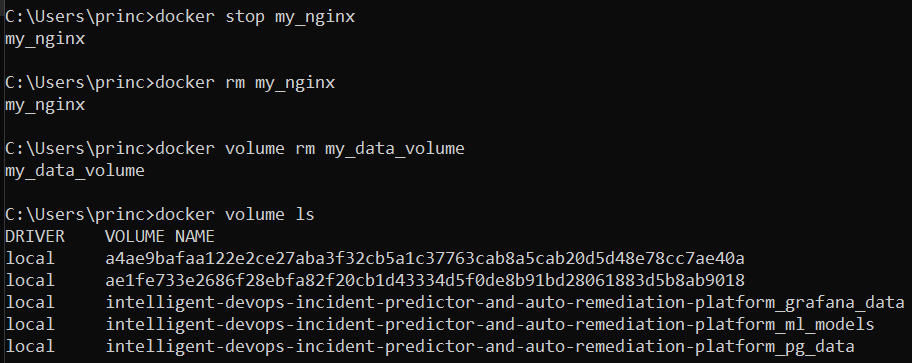 C:\Users\princ>docker stop my_nginx
my_nginx
C:\Users\princ>docker rm my_nginx
my_nginx
C:\Users\princ>docker volume rm my_data_volume
my_data_volume
C:\Users\princ>docker volume ls
DRIVER    VOLUME NAME
local     a4ae9bafaa122e2ce27aba3f32cb5a1c37763cab8a5cab20d5d48e78cc7ae40a
local     ae1fe733e2686f28ebfa82f20cb1d43334d5f0de8b91bd28061883d5b8ab9018
local     intelligent-devops-incident-predictor-and-auto-remediation-platform_grafana_data
local     intelligent-devops-incident-predictor-and-auto-remediation-platform_ml_models
local     intelligent-devops-incident-predictor-and-auto-remediation-platform_pg_data